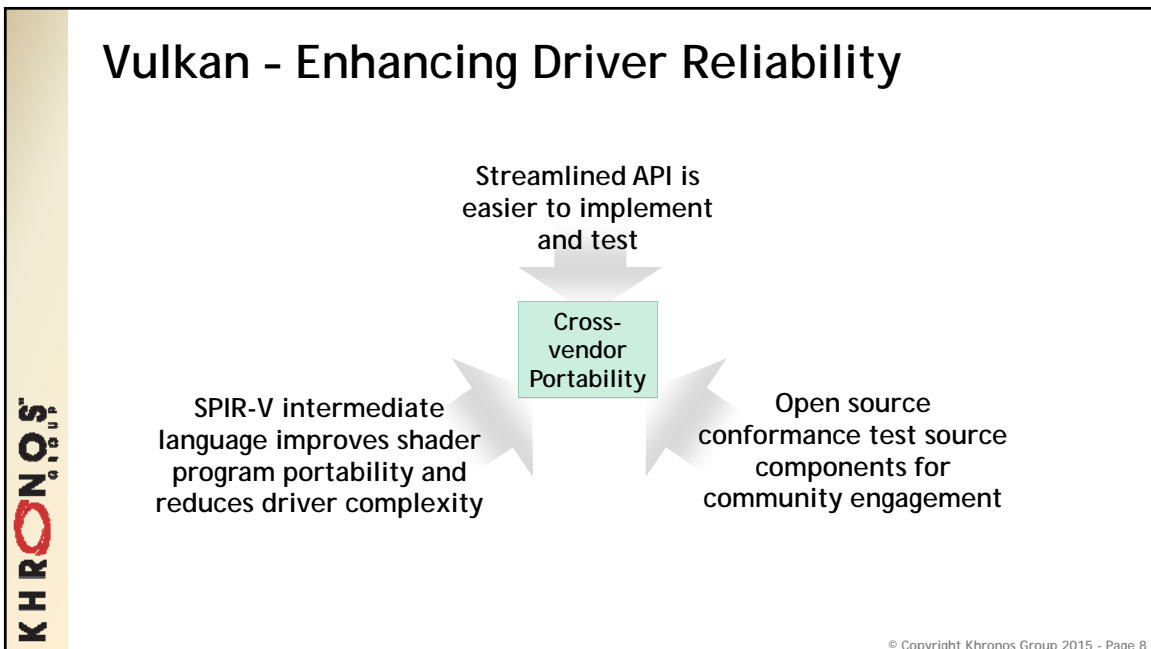 Vulkan – Enhancing Driver Reliability
Streamlined API is
easier to implement
and test
Cross-
vendor
Portability
SPIR-V intermediate
language improves shader
program portability and
reduces driver complexity
Open source
conformance test source
components for
community engagement
KHRONOS™
GROUP
© Copyright Khronos Group 2015 - Page 8